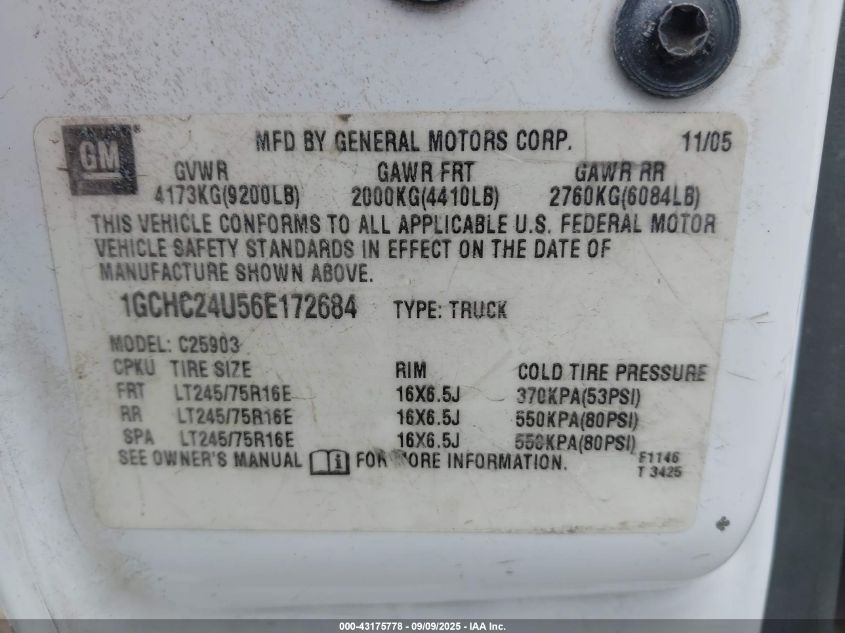 GM
MFD BY GENERAL MOTORS CORP. 11/05
GVWR GAWR FRT GAWR RR
4173KG(9200LB) 2000KG(4410LB) 2760KG(6084LB)
THIS VEHICLE CONFORMS TO ALL APPLICABLE U.S. FEDERAL MOTOR
VEHICLE SAFETY STANDARDS IN EFFECT ON THE DATE OF
MANUFACTURE SHOWN ABOVE.
1GCHC24U56E172684 TYPE: TRUCK
MODEL: C25903
CPKU TIRE SIZE RIM COLD TIRE PRESSURE
FRT LT245/75R16E 16X6.5J 370KPA(53PSI)
RR LT245/75R16E 16X6.5J 550KPA(80PSI)
SPA LT245/75R16E 16X6.5J 550KPA(80PSI)
SEE OWNER'S MANUAL i FOR MORE INFORMATION.
F1146
T 3425
000-43175778 - 09/09/2025 - IAA Inc.